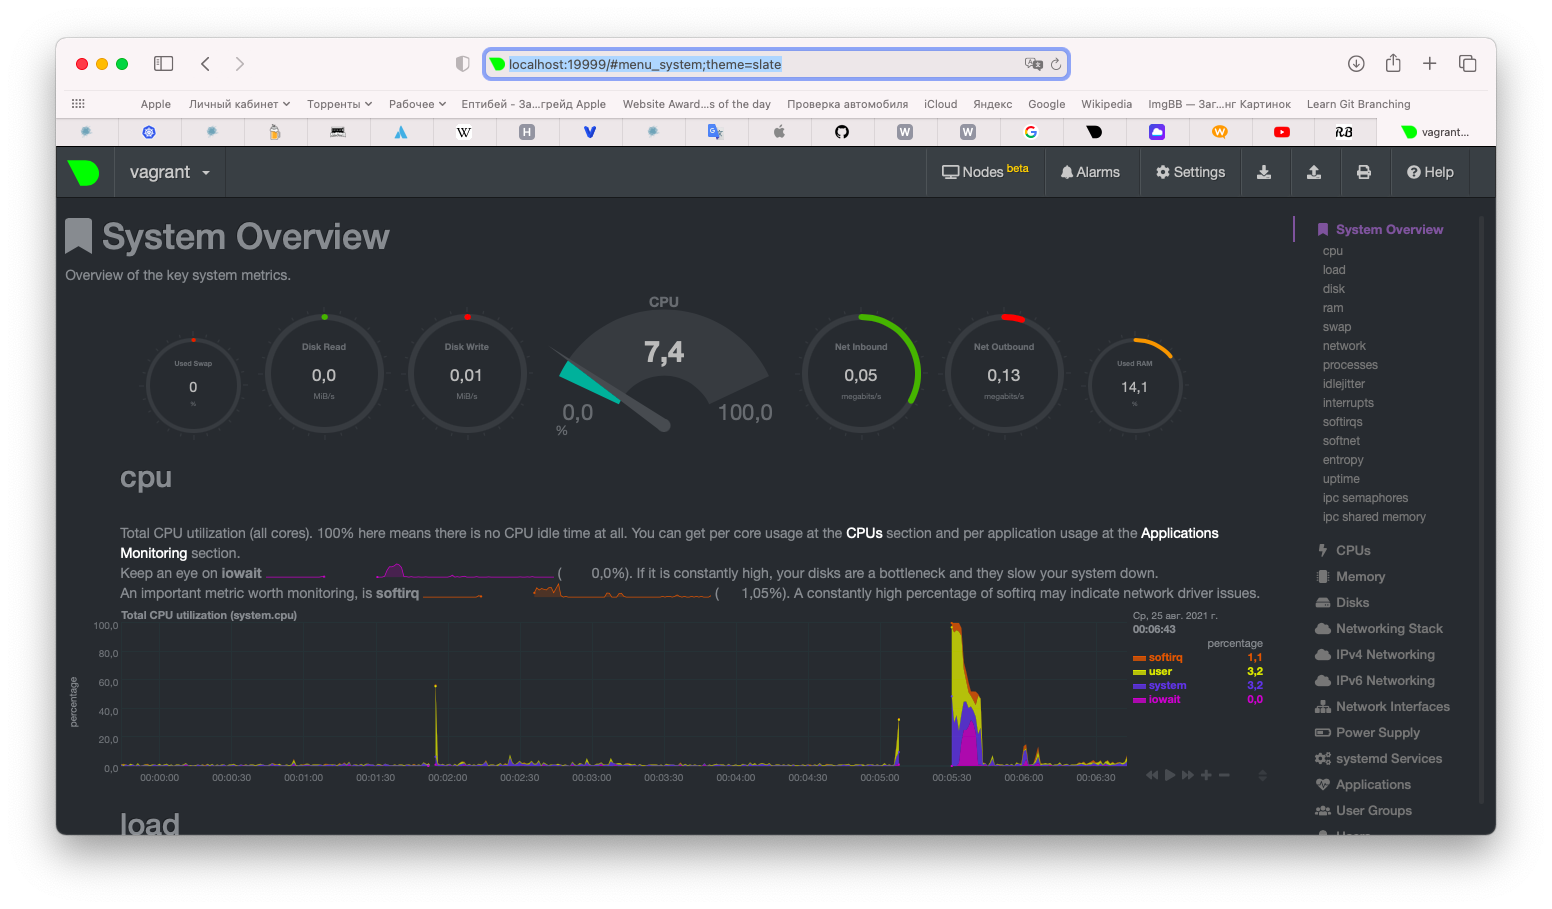 localhost:19999/#menu_system;theme=slate
Apple Личный кабинет Торренты Рабочее Ептибей - За...грейд Apple Website Award...s of the day Проверка автомобиля iCloud Яндекс Google Wikipedia ImgBB — Заг...нг Картинок Learn Git Branching
W H G W W RB vagrant...
vagrant Nodes beta Alarms Settings Help
System Overview
Overview of the key system metrics.
CPU
7,4
0,0 100,0
%
Used Swap
0
%
Disk Read
0,0
MiB/s
Disk Write
0,01
MiB/s
Net Inbound
0,05
megabits/s
Net Outbound
0,13
megabits/s
Used RAM
14,1
%
cpu
Total CPU utilization (all cores). 100% here means there is no CPU idle time at all. You can get per core usage at the CPUs section and per application usage at the Applications
Monitoring section.
Keep an eye on iowait ( 0,0%). If it is constantly high, your disks are a bottleneck and they slow your system down.
An important metric worth monitoring, is softirq ( 1,05%). A constantly high percentage of softirq may indicate network driver issues.
Total CPU utilization (system.cpu)
percentage
100,0
80,0
60,0
40,0
20,0
0,0
00:00:00 00:00:30 00:01:00 00:01:30 00:02:00 00:02:30 00:03:00 00:03:30 00:04:00 00:04:30 00:05:00 00:05:30 00:06:00 00:06:30
Ср, 25 авг. 2021 г.
00:06:43
percentage
softirq 1,1
user 3,2
system 3,2
iowait 0,0
load
System Overview
cpu
load
disk
ram
swap
network
processes
idlejitter
interrupts
softirqs
softnet
entropy
uptime
ipc semaphores
ipc shared memory
CPUs
Memory
Disks
Networking Stack
IPv4 Networking
IPv6 Networking
Network Interfaces
Power Supply
systemd Services
Applications
User Groups
Users